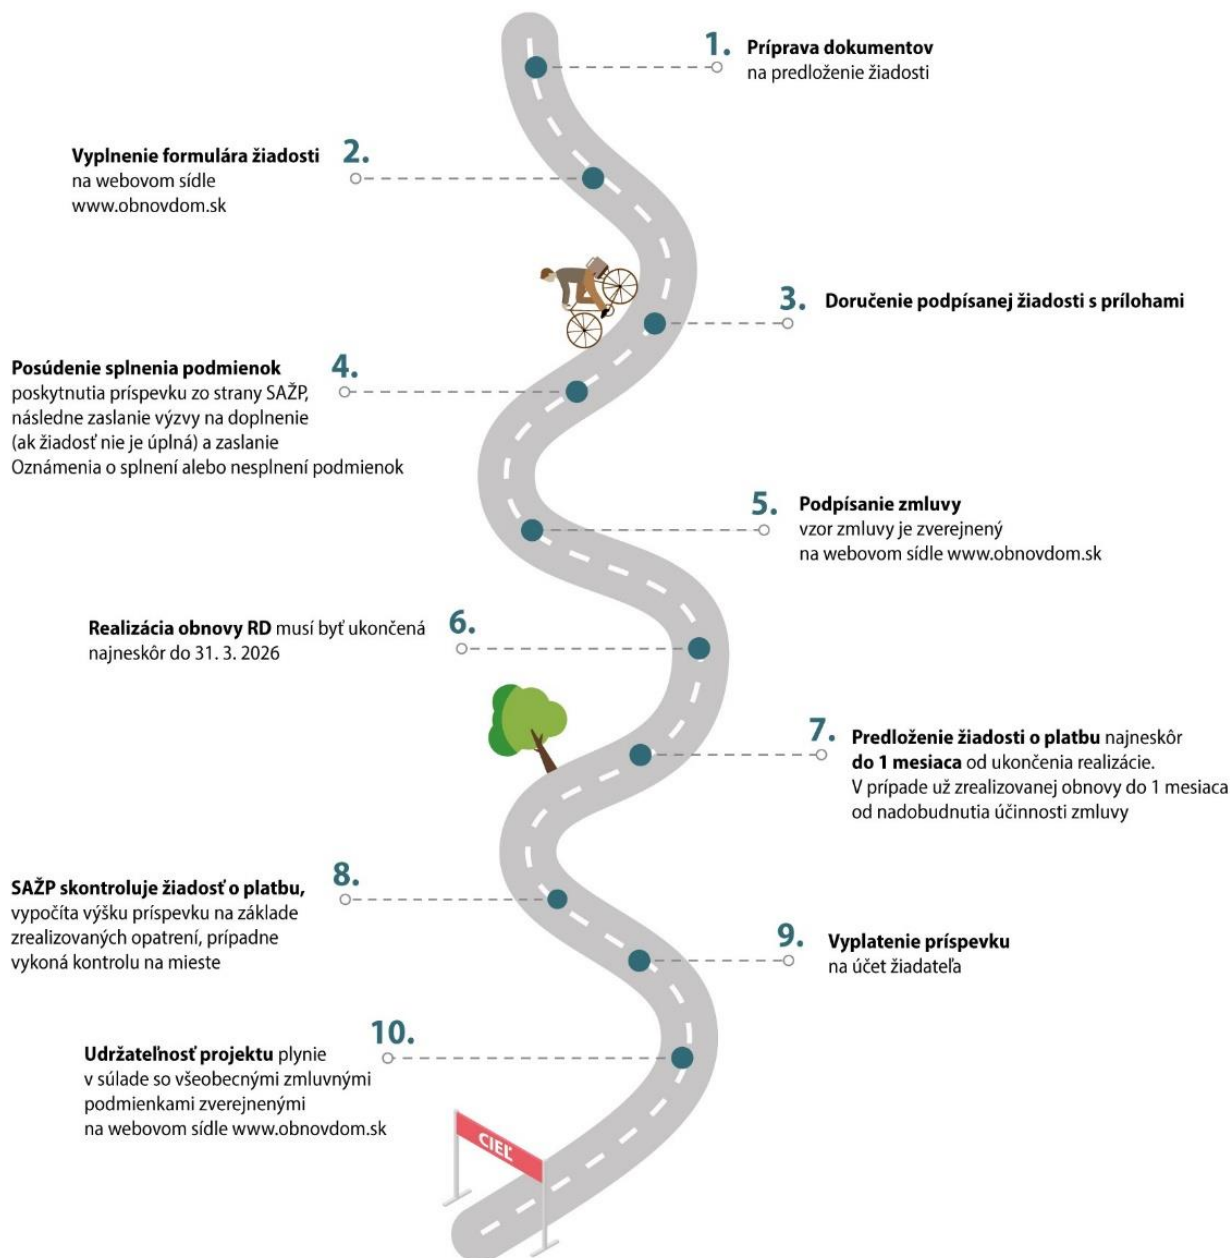 1. Príprava dokumentov
na predloženie žiadosti
2. Vyplnenie formulára žiadosti
na webovom sídle
www.obnovdom.sk
3. Doručenie podpísanej žiadosti s prílohami
4. Posúdenie splnenia podmienok
poskytnutia príspevku zo strany SAŽP,
následne zaslanie výzvy na doplnenie
(ak žiadosť nie je úplná) a zaslanie
Oznámenia o splnení alebo nesplnení podmienok
5. Podpísanie zmluvy
vzor zmluvy je zverejnený
na webovom sídle www.obnovdom.sk
6. Realizácia obnovy RD musí byť ukončená
najneskôr do 31. 3. 2026
7. Predloženie žiadosti o platbu najneskôr
do 1 mesiaca od ukončenia realizácie.
V prípade už zrealizovanej obnovy do 1 mesiaca
od nadobudnutia účinnosti zmluvy
8. SAŽP skontroluje žiadosť o platbu,
vypočíta výšku príspevku na základe
zrealizovaných opatrení, prípadne
vykoná kontrolu na mieste
9. Vyplatenie príspevku
na účet žiadateľa
10. Udržateľnosť projektu plynie
v súlade so všeobecnými zmluvnými
podmienkami zverejnenými
na webovom sídle www.obnovdom.sk
CIEĽ